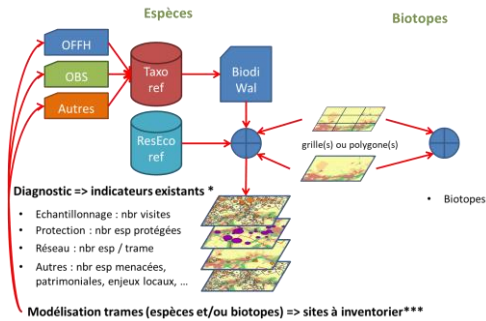 Espèces
Biotopes
OFFH
OBS
Autres
Taxo
ref
Biodi
Wal
ResEco
ref
grille(s) ou polygone(s)
Diagnostic => indicateurs existants *
• Echantillonnage : nbr visites
• Protection : nbr esp protégées
• Réseau : nbr esp / trame
• Autres : nbr esp menacées,
patrimoniales, enjeux locaux, ...
• Biotopes
Modélisation trames (espèces et/ou biotopes) => sites à inventorier***